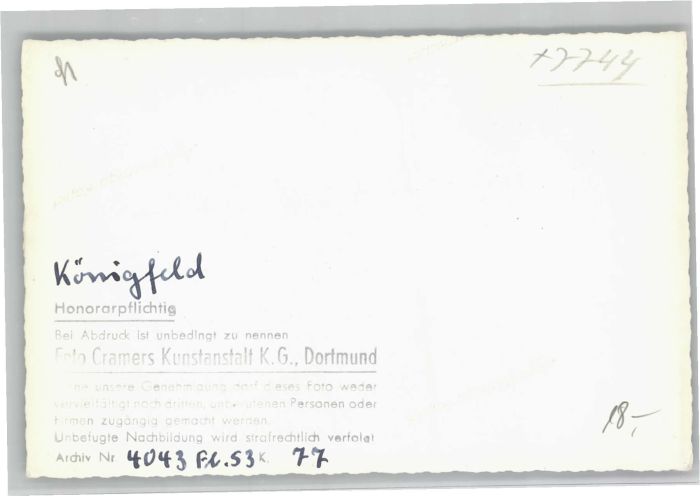 +7744
Königfeld
Honorarpflichtig
Bei Abdruck ist unbedingt zu nennen
Foto Cramers Kunstanstalt K.G., Dortmund
Ohne unsere Genehmigung darf dieses Foto weder
vervielfältigt noch dritten, unberufenen Personen oder
Firmen zugängig gemacht werden.
Unbefugte Nachbildung wird strafrechtlich verfolgt
Archiv Nr 4043 Fl. 53 K. 77
18,-